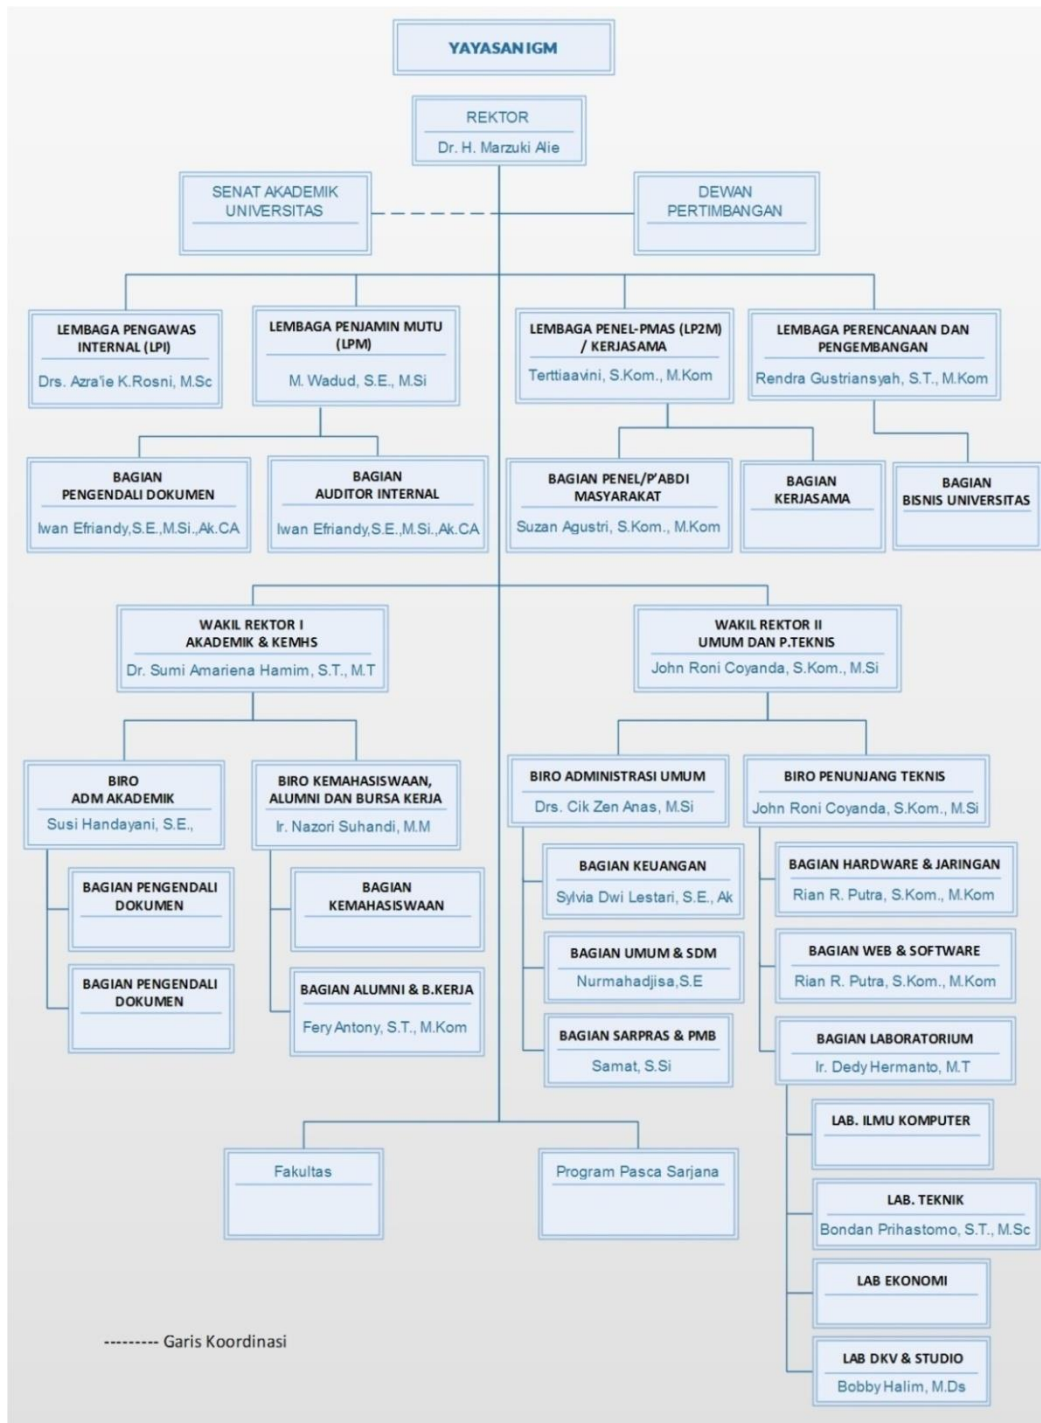 YAYASAN IGM
REKTOR
Dr. H. Marzuki Alie
SENAT AKADEMIK
UNIVERSITAS
DEWAN
PERTIMBANGAN
LEMBAGA PENGAWAS
INTERNAL (LPI)
Drs. Azra'ie K.Rosni, M.Sc
LEMBAGA PENJAMIN MUTU
(LPM)
M. Wadud, S.E., M.Si
LEMBAGA PENEL-PMAS (LP2M)
/ KERJASAMA
Terttiaavini, S.Kom., M.Kom
LEMBAGA PERENCANAAN DAN
PENGEMBANGAN
Rendra Gustriansyah, S.T., M.Kom
BAGIAN
PENGENDALI DOKUMEN
Iwan Efriandy,S.E.,M.Si.,Ak.CA
BAGIAN
AUDITOR INTERNAL
Iwan Efriandy,S.E.,M.Si.,Ak.CA
BAGIAN PENEL/P'ABDI
MASYARAKAT
Suzan Agustri, S.Kom., M.Kom
BAGIAN
KERJASAMA
BAGIAN
BISNIS UNIVERSITAS
WAKIL REKTOR I
AKADEMIK & KEMHS
Dr. Sumi Amariena Hamim, S.T., M.T
WAKIL REKTOR II
UMUM DAN P.TEKNIS
John Roni Coyanda, S.Kom., M.Si
BIRO
ADM AKADEMIK
Susi Handayani, S.E.,
BIRO KEMAHASISWAAN,
ALUMNI DAN BURSA KERJA
Ir. Nazori Suhandi, M.M
BIRO ADMINISTRASI UMUM
Drs. Cik Zen Anas, M.Si
BIRO PENUNJANG TEKNIS
John Roni Coyanda, S.Kom., M.Si
BAGIAN PENGENDALI
DOKUMEN
BAGIAN PENGENDALI
DOKUMEN
BAGIAN
KEMAHASISWAAN
BAGIAN ALUMNI & B.KERJA
Fery Antony, S.T., M.Kom
BAGIAN KEUANGAN
Sylvia Dwi Lestari, S.E., Ak
BAGIAN UMUM & SDM
Nurmahadjisa,S.E
BAGIAN SARPRAS & PMB
Samat, S.Si
BAGIAN HARDWARE & JARINGAN
Rian R. Putra, S.Kom., M.Kom
BAGIAN WEB & SOFTWARE
Rian R. Putra, S.Kom., M.Kom
BAGIAN LABORATORIUM
Ir. Dedy Hermanto, M.T
LAB. ILMU KOMPUTER
LAB. TEKNIK
Bondan Prihastomo, S.T., M.Sc
LAB EKONOMI
LAB DKV & STUDIO
Bobby Halim, M.Ds
Fakultas
Program Pasca Sarjana
--------- Garis Koordinasi